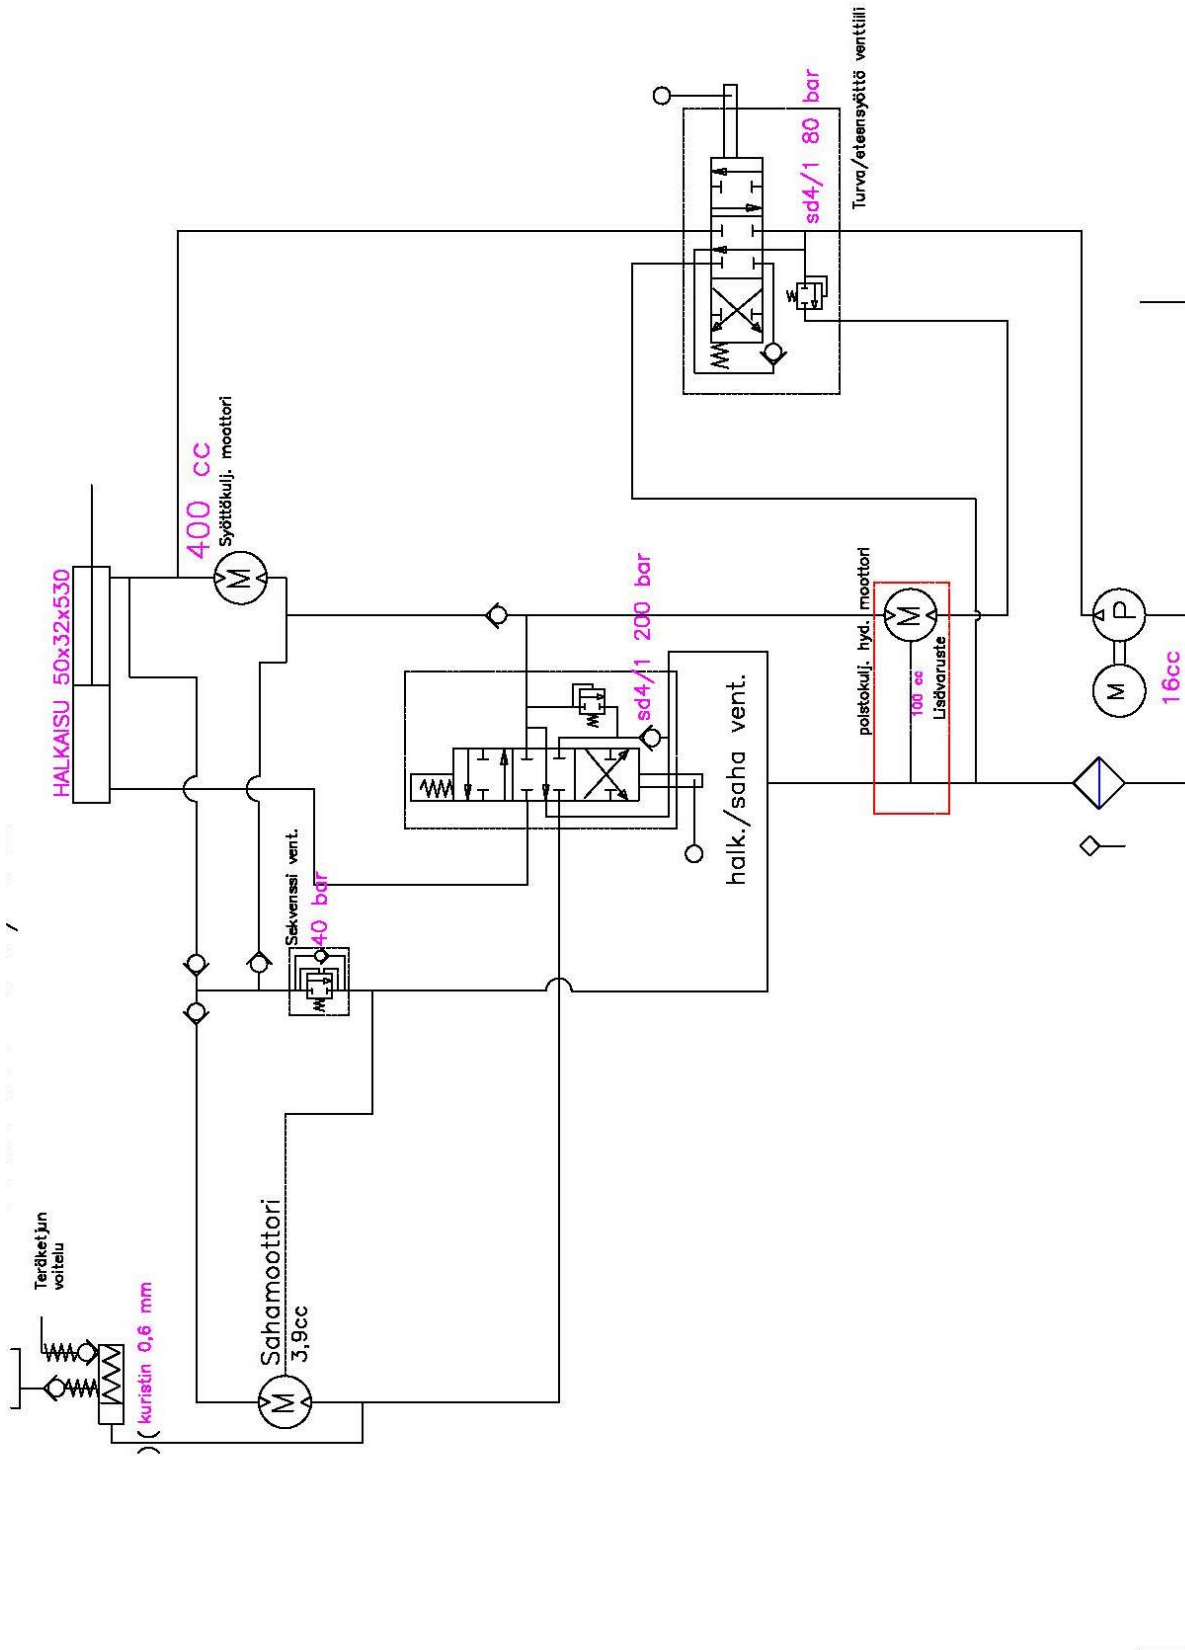 Teräketjun
voitelu
HALKAISU 50x32x530
kuristin 0,6 mm
400 cc
Syöttökulj. moottori
M
Sahamoottori
3,9cc
M
Sekvenssi vent.
40 bar
sd4/1 200 bar
halk./saha vent.
sd4/1 80 bar
Turva/eteensyöttö venttiili
poistokulj. hyd. moottori
M
100 cc
Lisävaruste
M P
16cc